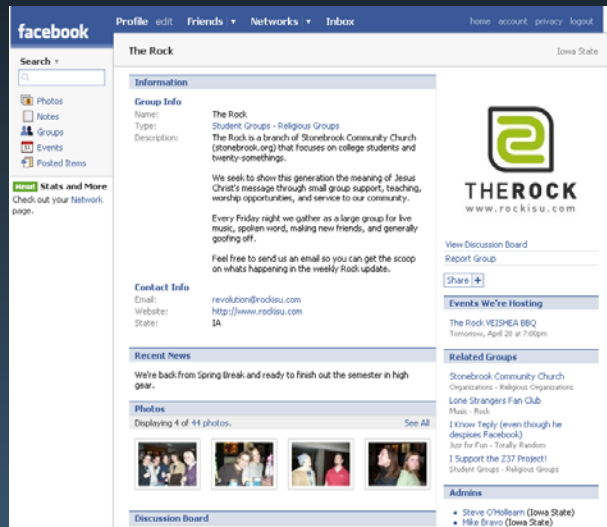 facebook
Profile edit Friends Networks Inbox
home account privacy logout
Search
Photos
Notes
Groups
Events
Posted Items
New! Stats and More
Check out your Network
page.
The Rock
Iowa State
Information
Group Info
Name: The Rock
Type: Student Groups - Religious Groups
Description: The Rock is a branch of Stonebrook Community Church
(stonebrook.org) that focuses on college students and
twenty-somethings.
We seek to show this generation the meaning of Jesus
Christ's message through small group support, teaching,
worship opportunities, and service to our community.
Every Friday night we gather as a large group for live
music, spoken word, making new friends, and generally
goofing off.
Feel free to send us an email so you can get the scoop
on whats happening in the weekly Rock update.
Contact Info
Email: revolution@rockisu.com
Website: http://www.rockisu.com
State: IA
Recent News
We're back from Spring Break and ready to finish out the semester in high
gear.
Photos
Displaying 4 of 44 photos. See All
Discussion Board
THEROCK
www.rockisu.com
View Discussion Board
Report Group
Share +
Events We're Hosting
The Rock VEISHEA BBQ
Tomorrow, April 20 at 7:00pm
Related Groups
Stonebrook Community Church
Organizations - Religious Organizations
Lone Strangers Fan Club
Music - Rock
I Know Teply (even though he
despises Facebook)
Just for Fun - Totally Random
I Support the Z37 Project!
Student Groups - Religious Groups
Admins
Steve O'Hollearn (Iowa State)
Mike Bravo (Iowa State)